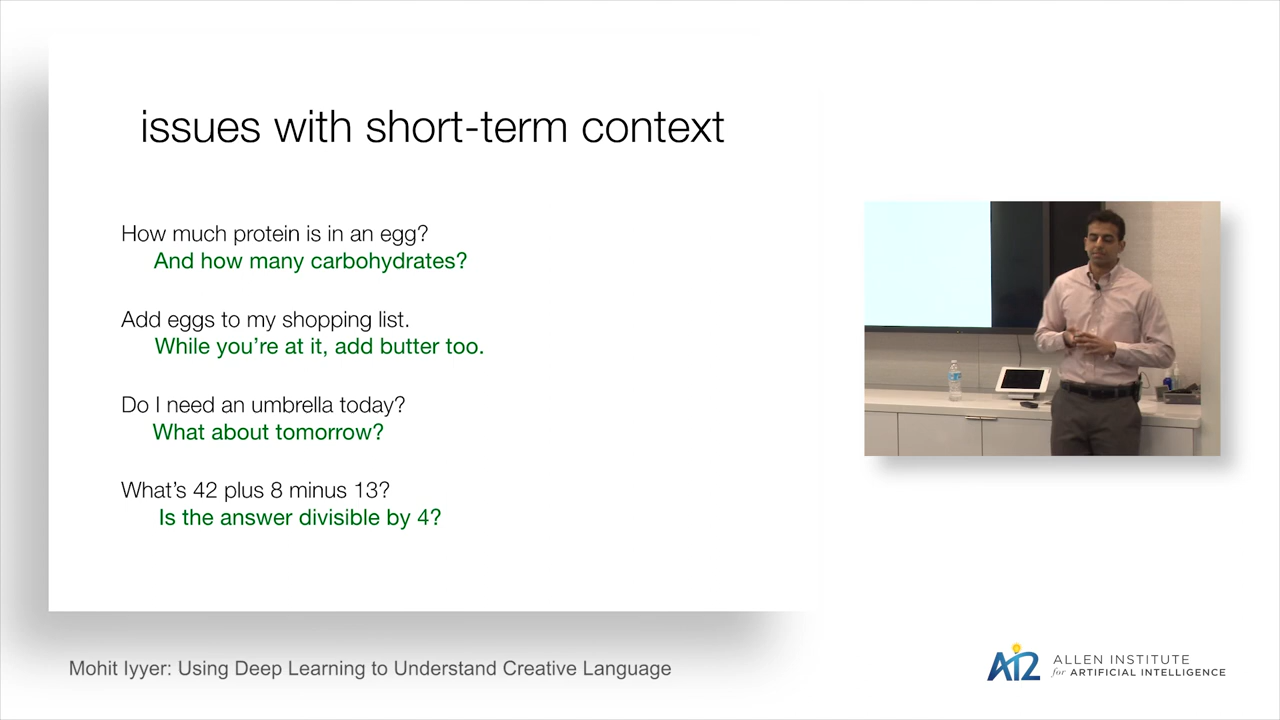 issues with short-term context
How much protein is in an egg?
And how many carbohydrates?
Add eggs to my shopping list.
While you're at it, add butter too.
Do I need an umbrella today?
What about tomorrow?
What's 42 plus 8 minus 13?
Is the answer divisible by 4?
Mohit Iyyer: Using Deep Learning to Understand Creative Language
AI2
ALLEN INSTITUTE
for ARTIFICIAL INTELLIGENCE